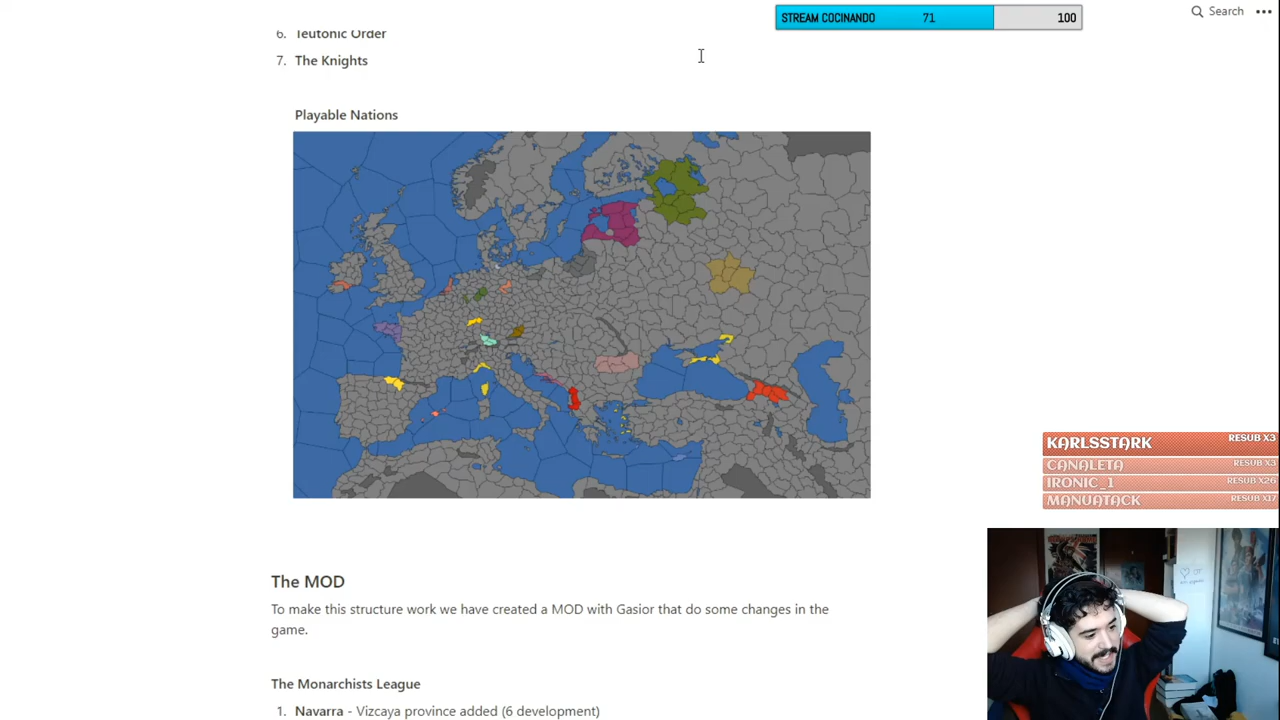 STREAM COCINANDO 71 100
Search
6. Teutonic Order
7. The Knights
Playable Nations
KARLSSTARK RESUB X3
CANALETA RESUB X3
IRONIC_1 RESUB X26
MANUATACK RESUB X17
The MOD
To make this structure work we have created a MOD with Gasior that do some changes in the
game.
The Monarchists League
1. Navarra - Vizcaya province added (6 development)